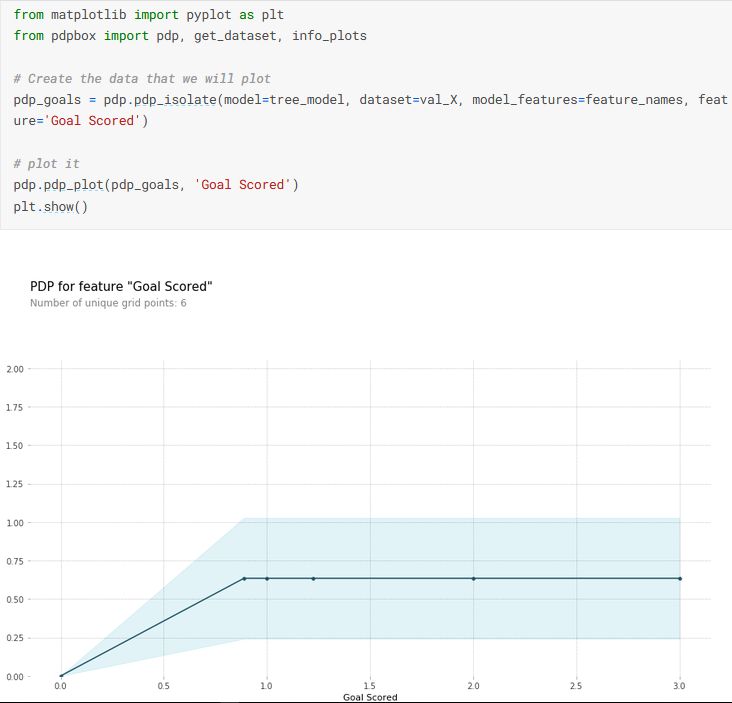 from matplotlib import pyplot as plt
from pdpbox import pdp, get_dataset, info_plots
# Create the data that we will plot
pdp_goals = pdp.pdp_isolate(model=tree_model, dataset=val_X, model_features=feature_names, feat
ure='Goal Scored')
# plot it
pdp.pdp_plot(pdp_goals, 'Goal Scored')
plt.show()
PDP for feature "Goal Scored"
Number of unique grid points: 6
2.00
1.75
1.50
1.25
1.00
0.75
0.50
0.25
0.00
0.0 0.5 1.0 1.5 2.0 2.5 3.0
Goal Scored